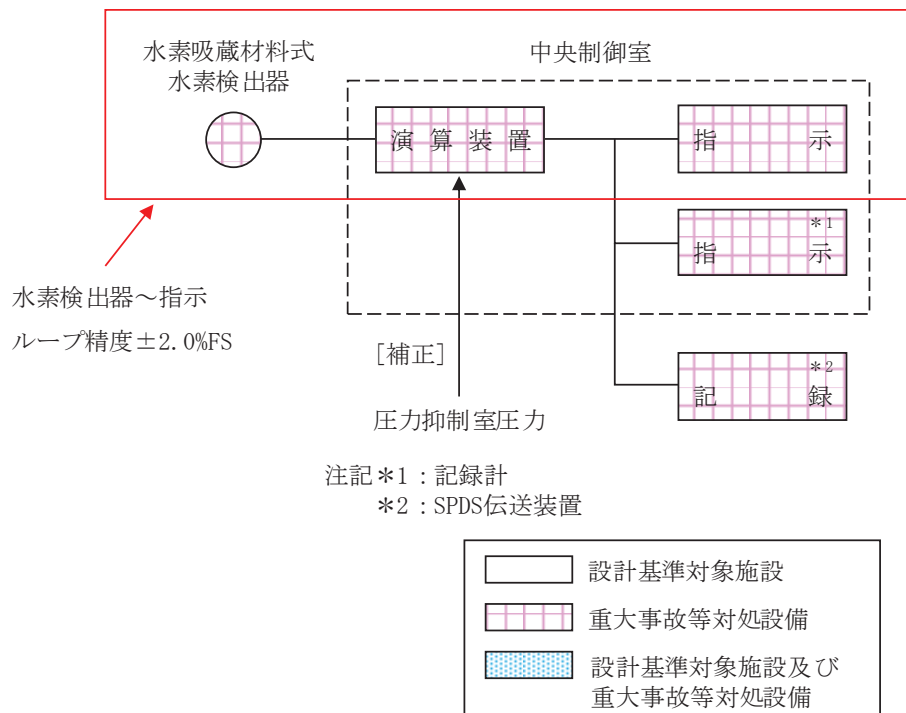 水素吸蔵材料式
水素検出器
中央制御室
演算装置
指示
指示*1
水素検出器～指示
ループ精度±2.0%FS
[補正]
記録*2
圧力抑制室圧力
注記*1:記録計
*2:SPDS伝送装置
設計基準対象施設
重大事故等対処設備
設計基準対象施設及び
重大事故等対処設備